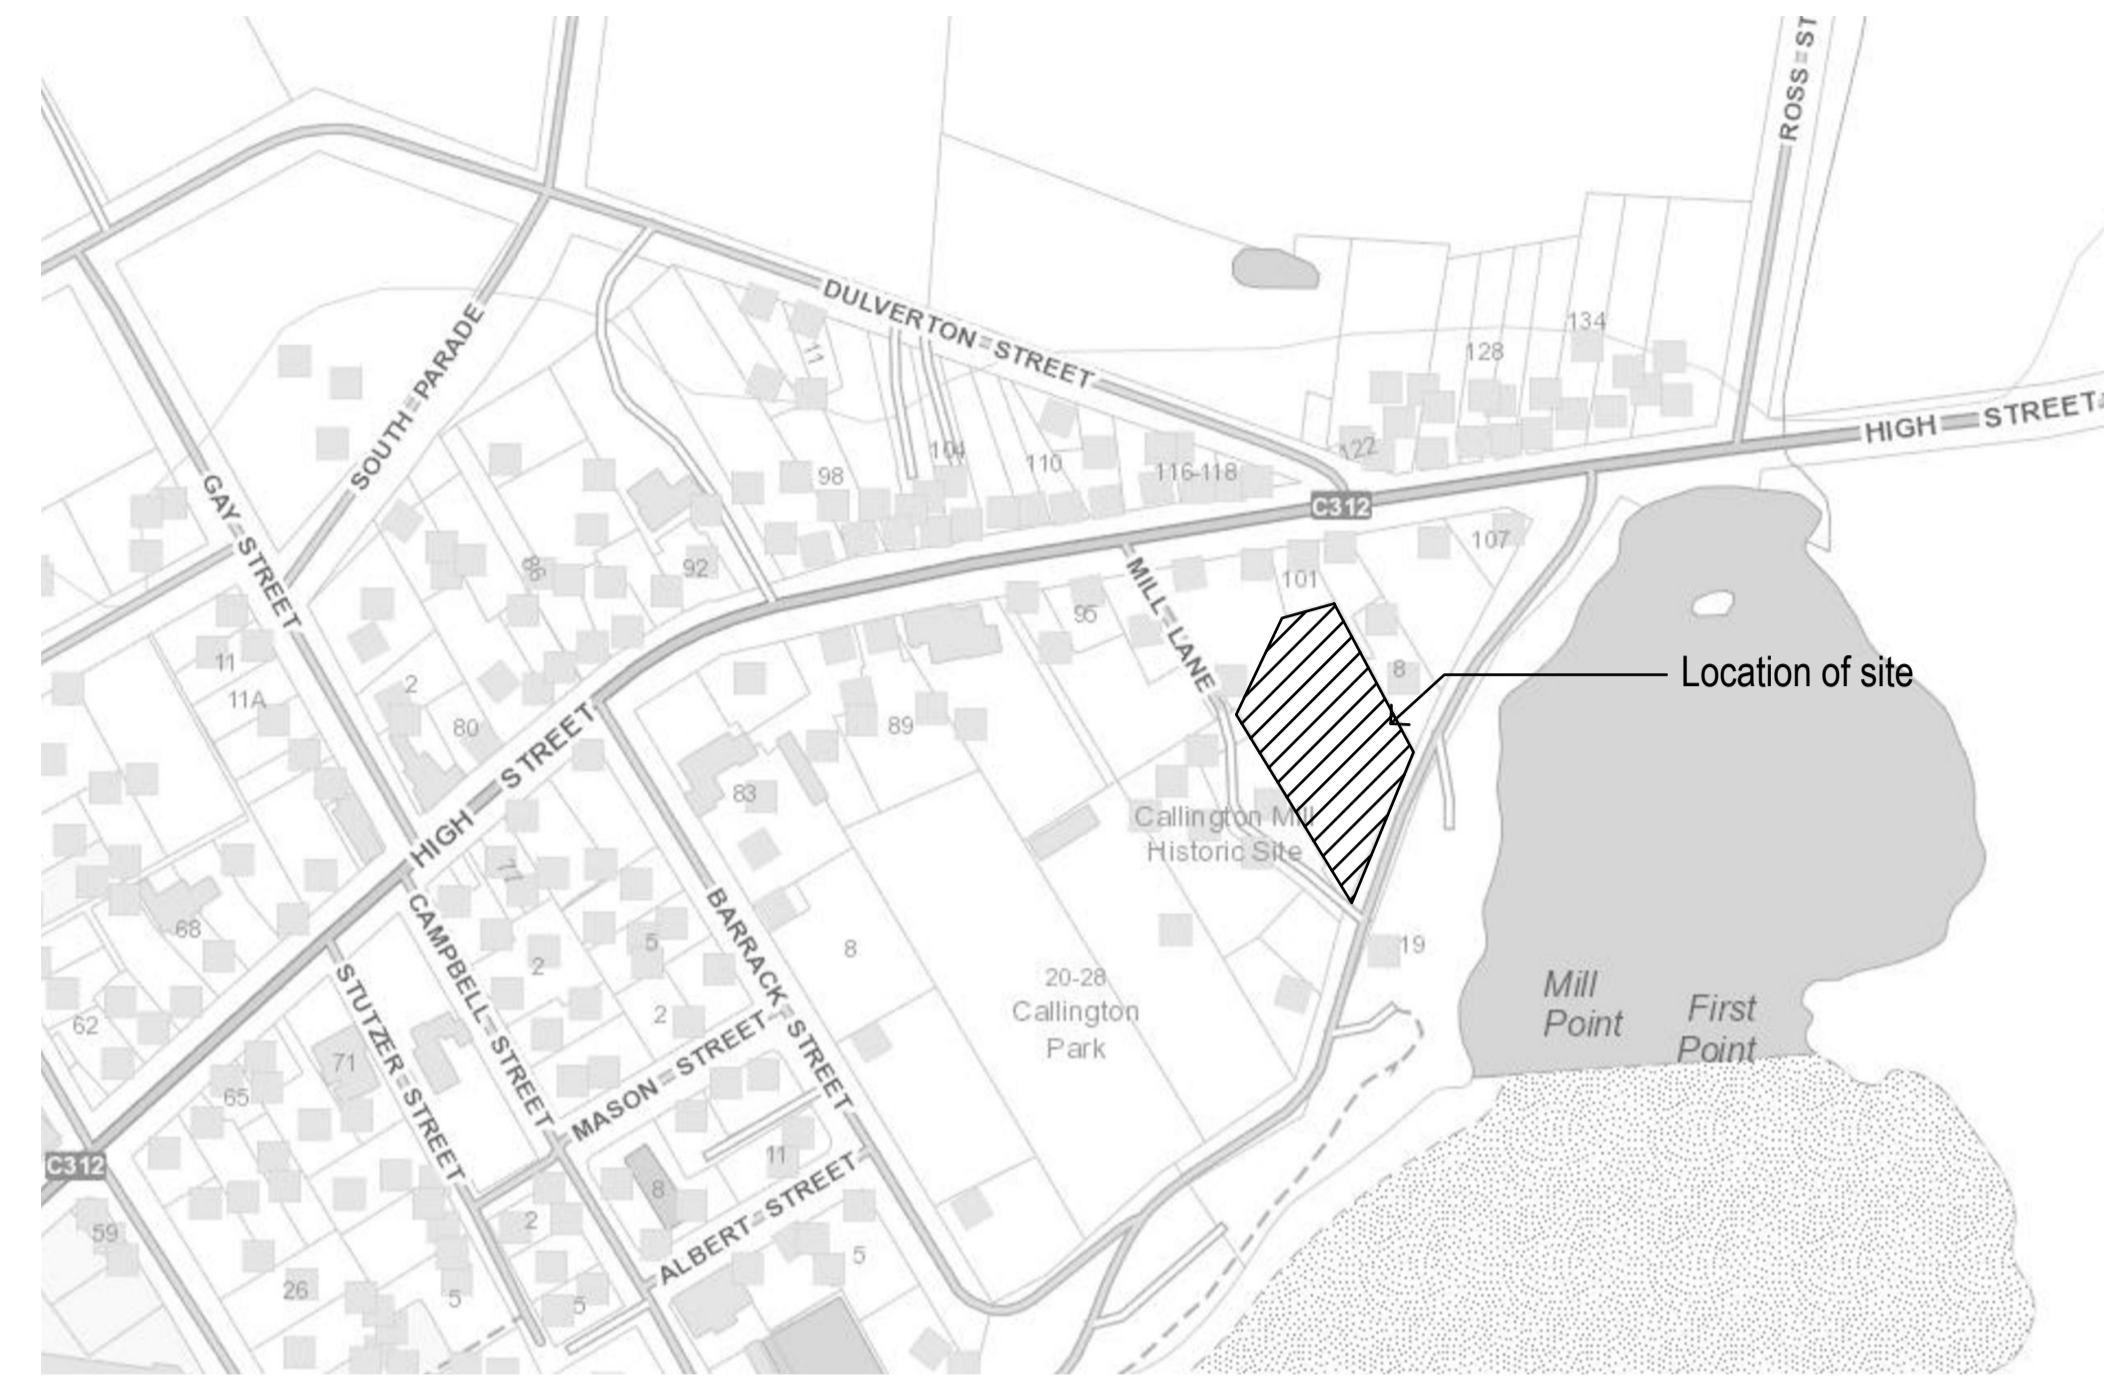 ROSS ST
DULVERTON STREET
11
134
128
SOUTH PARADE
HIGH STREET
122
104
110
116-118
98
C312
GAY STREET
107
86
92
MILL LANE
101
95
11
8
Location of site
2
11A
80
89
HIGH STREET
83
Callington Mill
Historic Site
77
68
CAMPBELL STREET
BARRACK STREET
5
8
19
2
20-28
Callington
Park
Mill
Point
First
Point
STUTZER STREET
62
2
71
MASON STREET
65
C312
11
8
ALBERT STREET
2
59
5
26
5
5